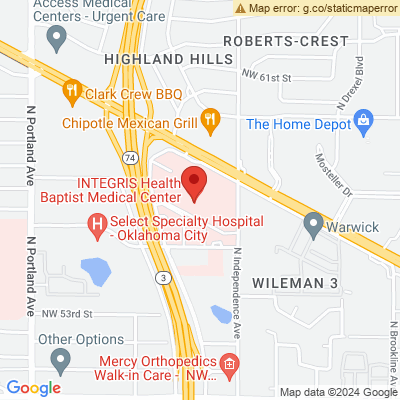 Map error: g.co/staticmaperror
Access Medical
Centers - Urgent Care
ROBERTS-CREST
HIGHLAND HILLS
NW 61st St
N Drexel Blvd
Clark Crew BBQ
N Portland Ave
Chipotle Mexican Grill
The Home Depot
74
Mosteller Dr
INTEGRIS Health
Baptist Medical Center
Select Specialty Hospital
- Oklahoma City
Warwick
N Portland Ave
N Independence Ave
3
WILEMAN 3
NW 53rd St
N Brookline Ave
Other Options
Mercy Orthopedics
Walk-in Care - NW...
Google
Map data ©2024 Google